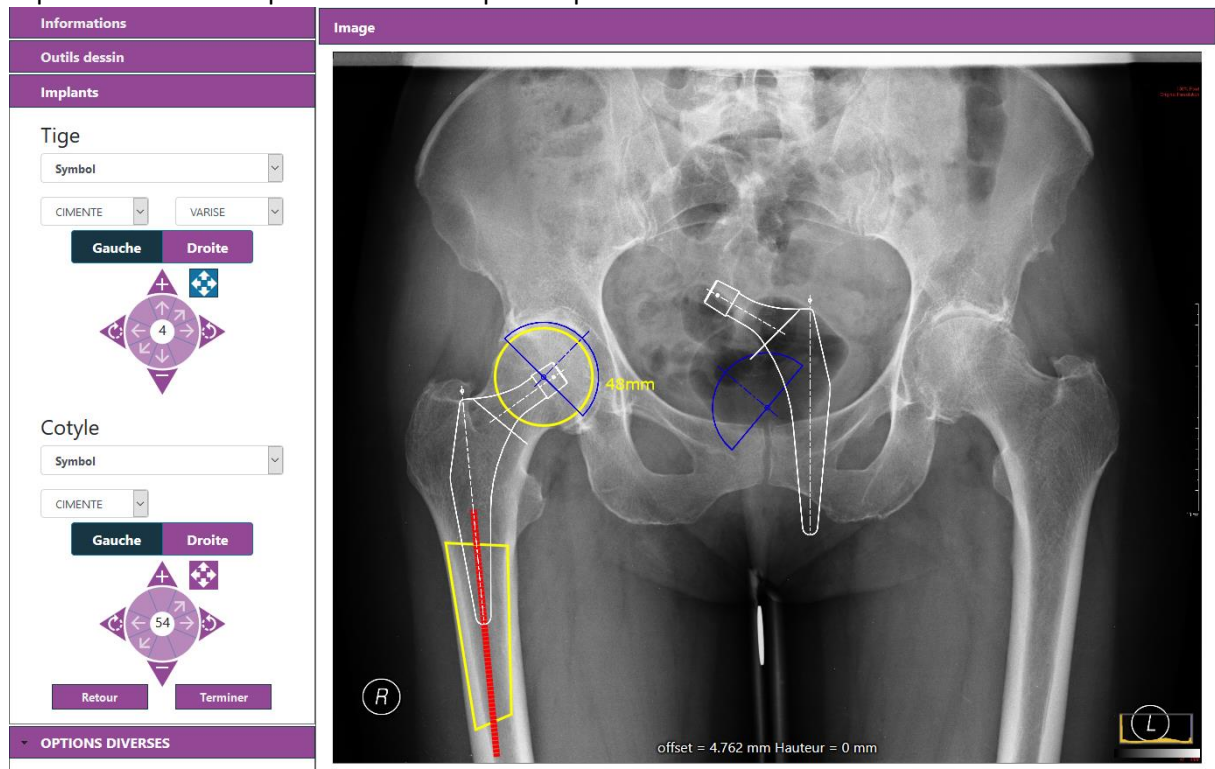 Informations
Outils dessin
Implants
Tige
Symbol
CIMENTE
VARISE
Gauche
Droite
4
Cotyle
Symbol
CIMENTE
Gauche
Droite
54
Retour
Terminer
OPTIONS DIVERSES
Image
48mm
R
L
offset = 4.762 mm Hauteur = 0 mm